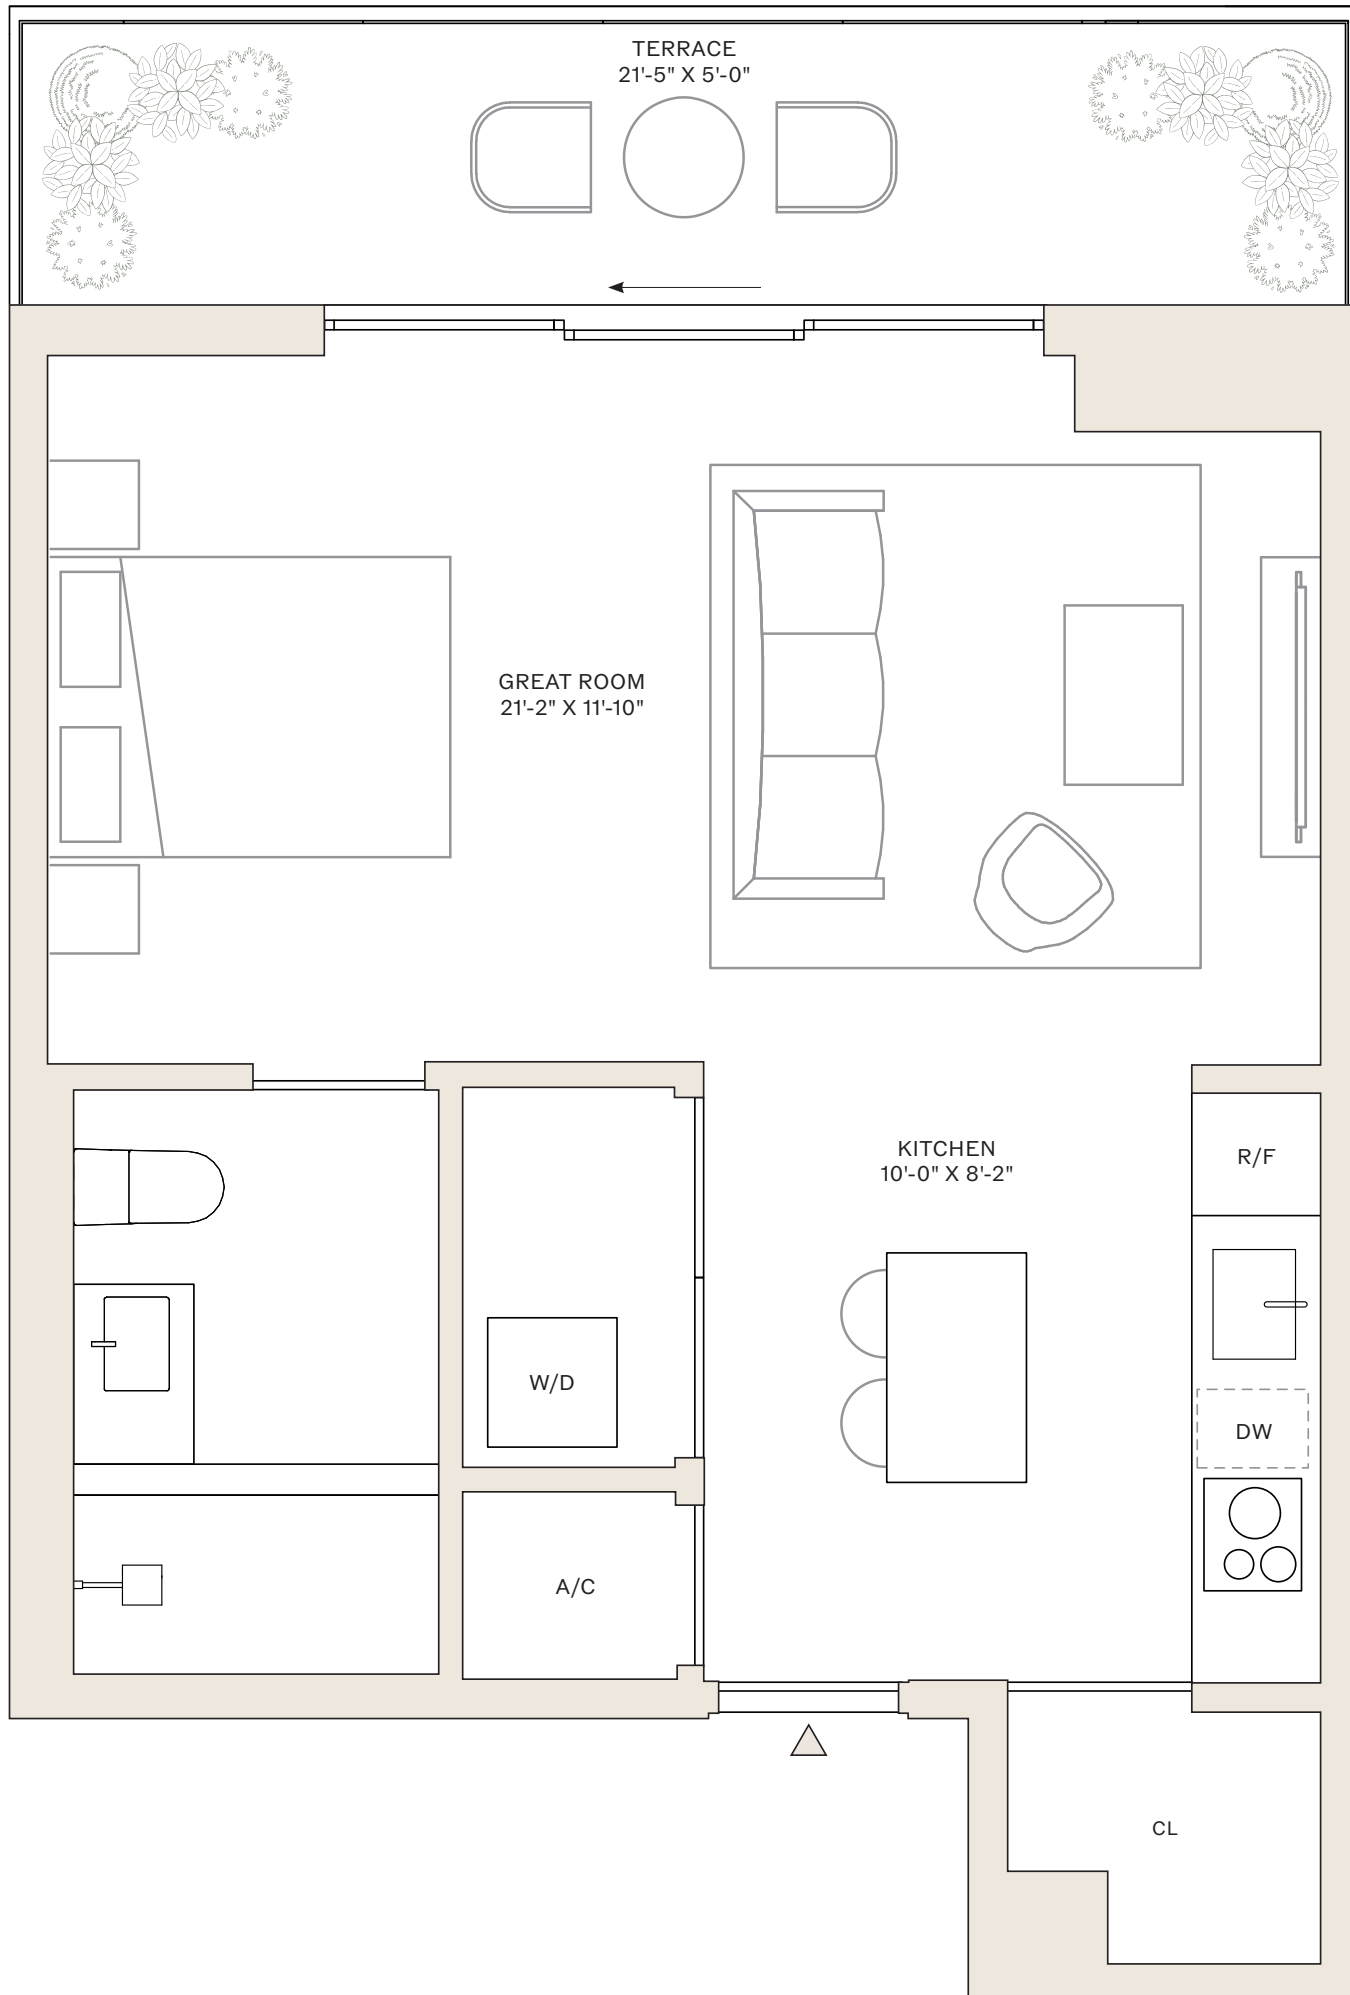 TERRACE
21'-5" X 5'-0"
GREAT ROOM
21'-2" X 11'-10"
KITCHEN
10'-0" X 8'-2"
R/F
W/D
DW
A/C
CL